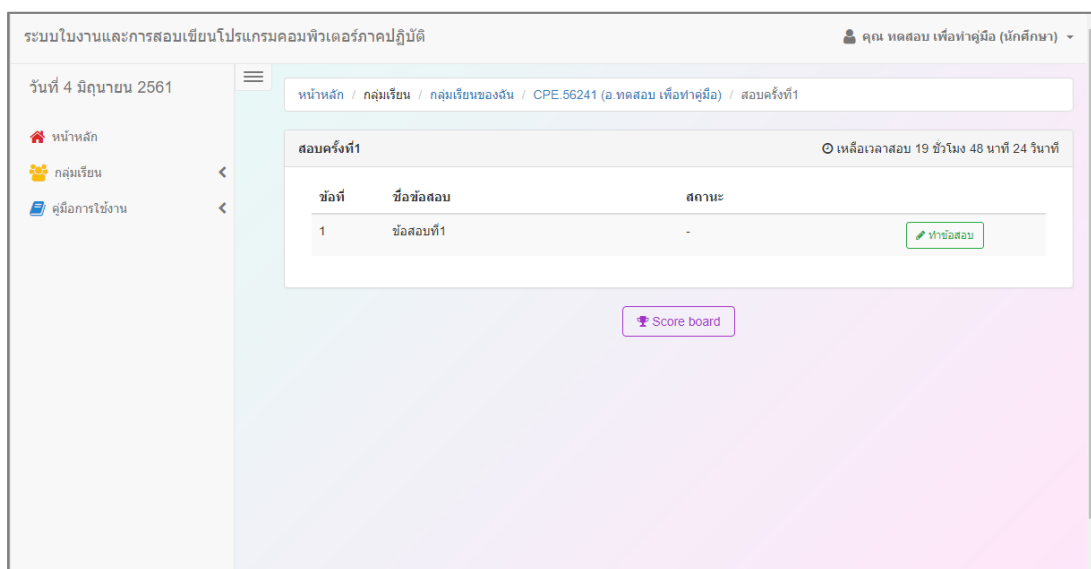 ระบบใบงานและการสอบเขียนโปรแกรมคอมพิวเตอร์ภาคปฏิบัติ
คุณ ทดสอบ เพื่อทำคู่มือ (นักศึกษา)
วันที่ 4 มิถุนายน 2561
หน้าหลัก
กลุ่มเรียน
คู่มือการใช้งาน
หน้าหลัก / กลุ่มเรียน / กลุ่มเรียนของฉัน / CPE.56241 (อ.ทดสอบ เพื่อทำคู่มือ) / สอบครั้งที่1
สอบครั้งที่1 เหลือเวลาสอบ 19 ชั่วโมง 48 นาที 24 วินาที
ข้อที่ ชื่อข้อสอบ สถานะ
1 ข้อสอบที่1 - ทำข้อสอบ
Score board